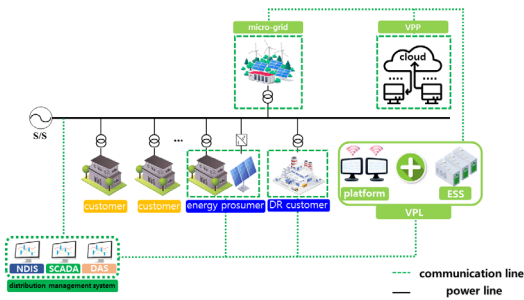 micro-grid
VPP
cloud
S/S
...
customer
customer
energy prosumer
DR customer
platform
ESS
VPL
NDIS
SCADA
DAS
distribution management system
communication line
power line